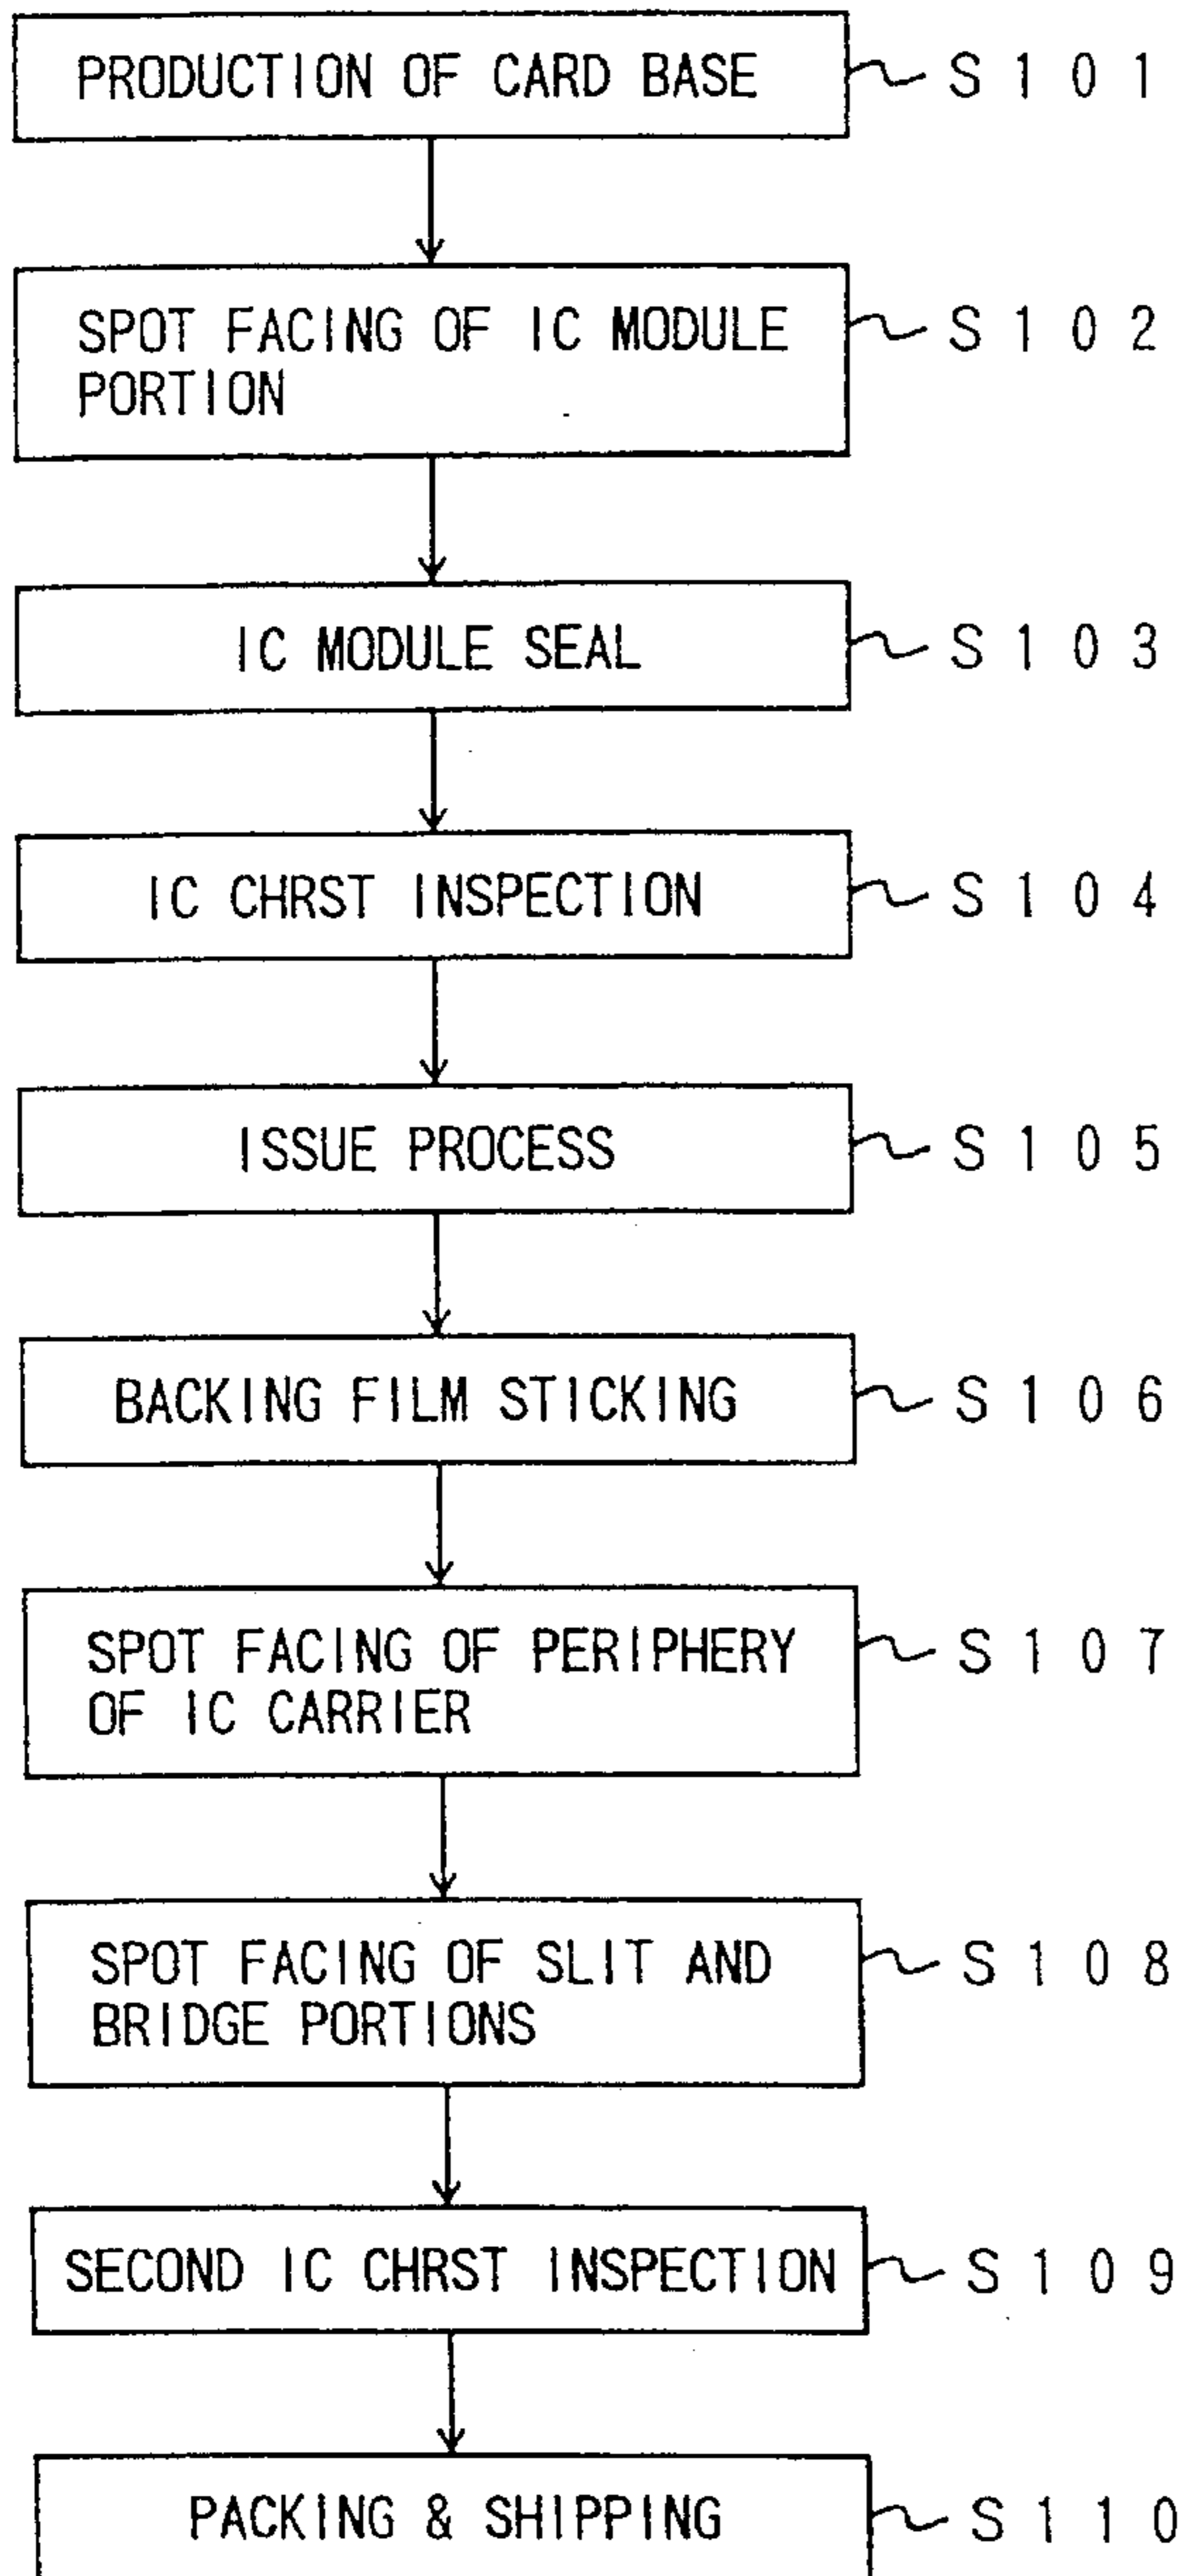 PRODUCTION OF CARD BASE S101
SPOT FACING OF IC MODULE S102
PORTION
IC MODULE SEAL S103
IC CHRST INSPECTION S104
ISSUE PROCESS S105
BACKING FILM STICKING S106
SPOT FACING OF PERIPHERY S107
OF IC CARRIER
SPOT FACING OF SLIT AND S108
BRIDGE PORTIONS
SECOND IC CHRST INSPECTION S109
PACKING & SHIPPING S110